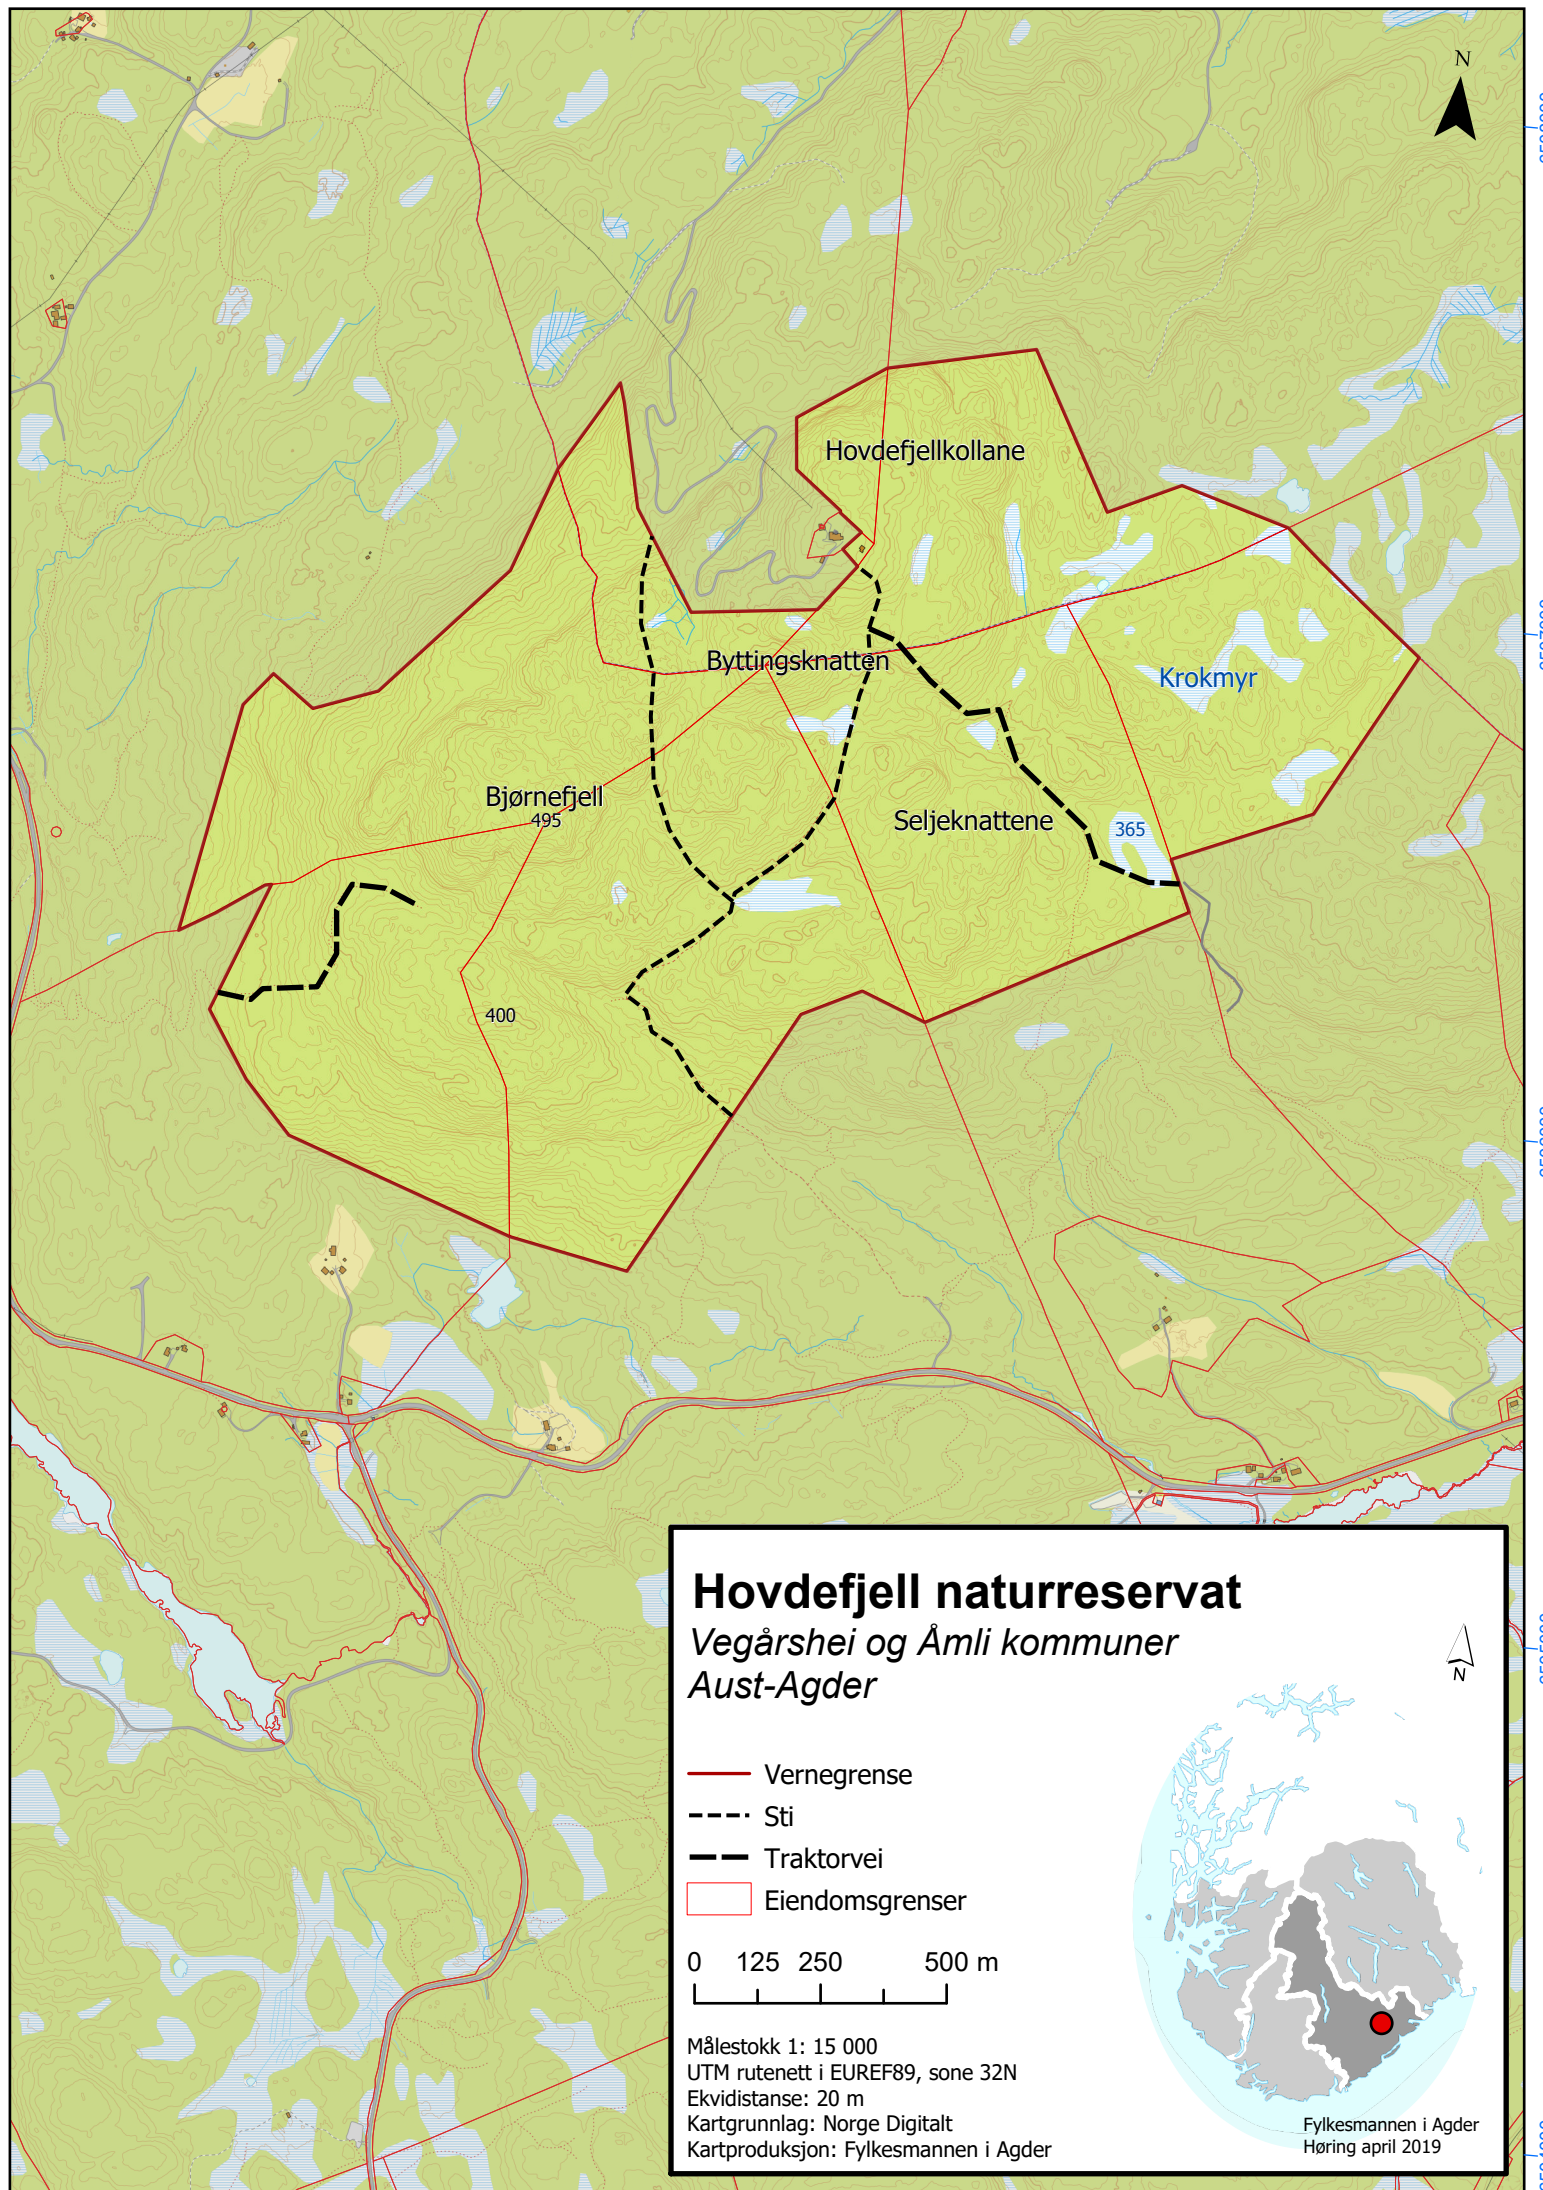 N
Hovdefjellkollane
Byttingsknatten
Krokmyr
Bjørnefjell
495
Seljeknattene
365
400
Hovdefjell naturreservat
Vegårshei og Åmli kommuner
Aust-Agder
N
Vernegrense
Sti
Traktorvei
Eiendomsgrenser
0 125 250 500 m
Målestokk 1: 15 000
UTM rutenett i EUREF89, sone 32N
Ekvidistanse: 20 m
Kartgrunnlag: Norge Digitalt
Kartproduksjon: Fylkesmannen i Agder
Fylkesmannen i Agder
Høring april 2019